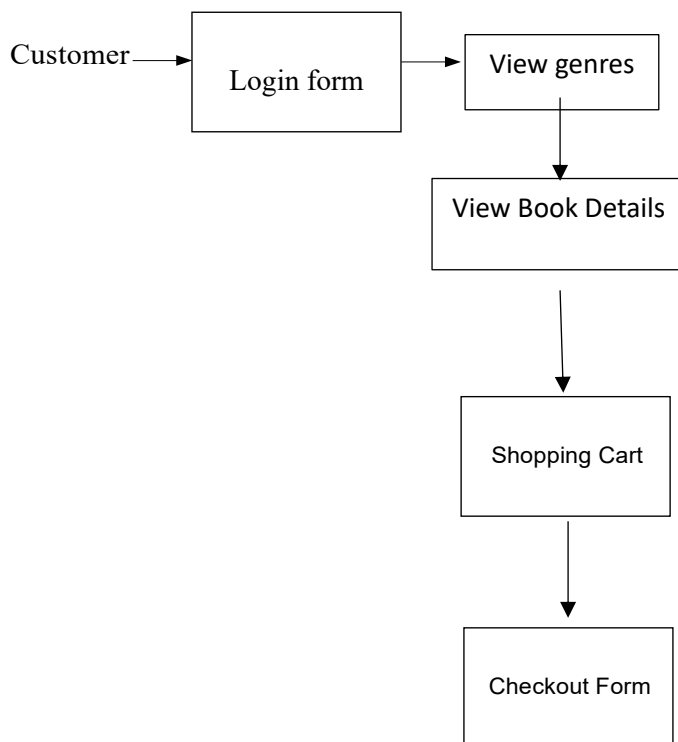 Customer
Login form
View genres
View Book Details
Shopping Cart
Checkout Form